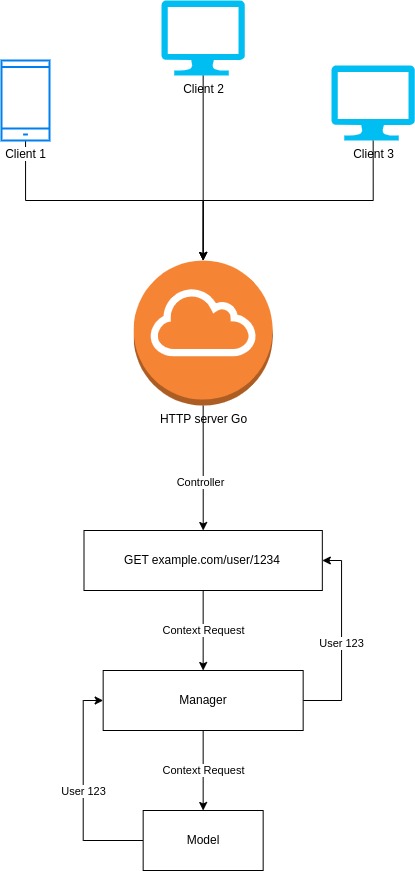 Client 2
Client 1
Client 3
HTTP server Go
Controller
GET example.com/user/1234
Context Request
User 123
Manager
Context Request
User 123
Model